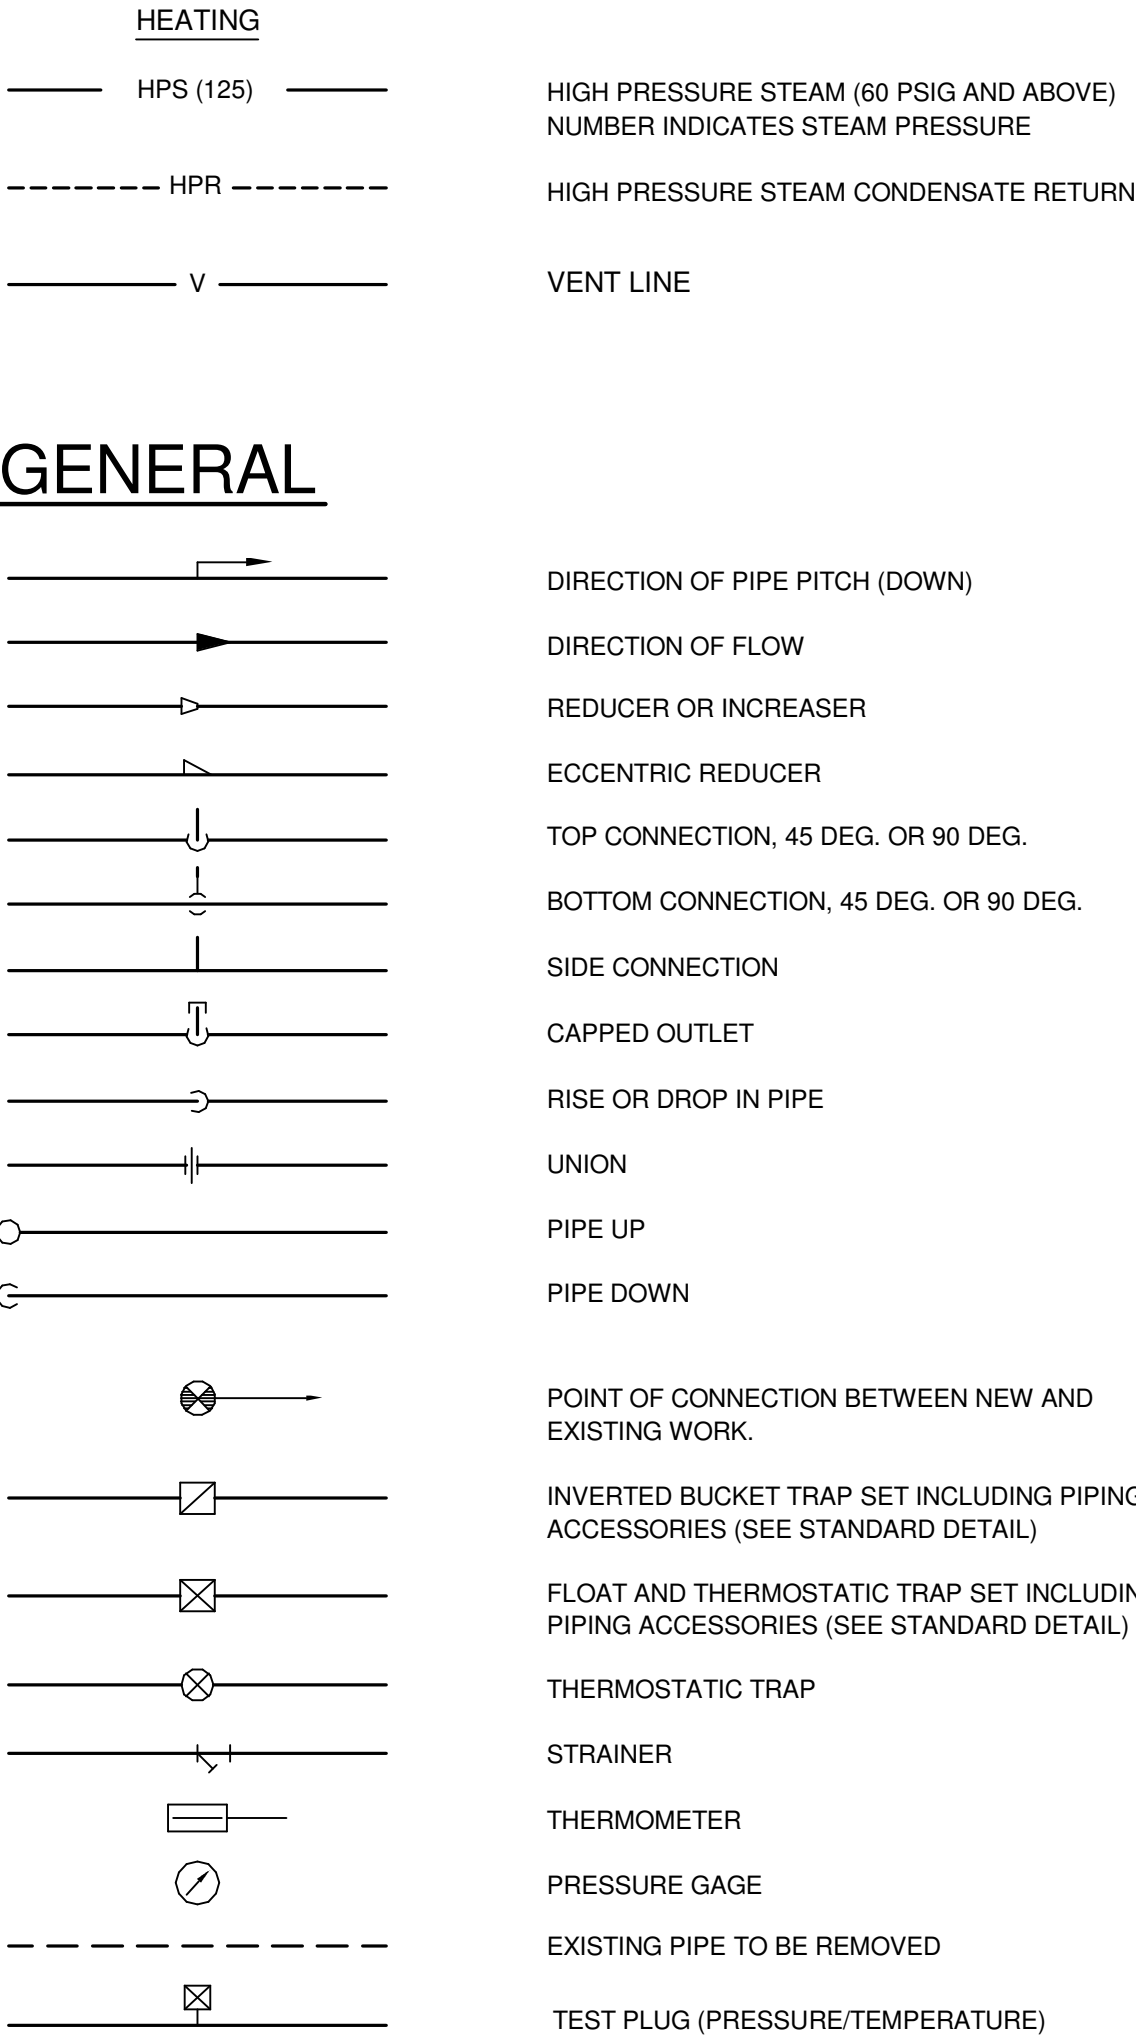 HEATING
HPS (125) HIGH PRESSURE STEAM (60 PSIG AND ABOVE)
NUMBER INDICATES STEAM PRESSURE
HPR HIGH PRESSURE STEAM CONDENSATE RETURN
V VENT LINE
GENERAL
DIRECTION OF PIPE PITCH (DOWN)
DIRECTION OF FLOW
REDUCER OR INCREASER
ECCENTRIC REDUCER
TOP CONNECTION, 45 DEG. OR 90 DEG.
BOTTOM CONNECTION, 45 DEG. OR 90 DEG.
SIDE CONNECTION
CAPPED OUTLET
RISE OR DROP IN PIPE
UNION
PIPE UP
PIPE DOWN
POINT OF CONNECTION BETWEEN NEW AND
EXISTING WORK.
INVERTED BUCKET TRAP SET INCLUDING PIPING
ACCESSORIES (SEE STANDARD DETAIL)
FLOAT AND THERMOSTATIC TRAP SET INCLUDIN
PIPING ACCESSORIES (SEE STANDARD DETAIL)
THERMOSTATIC TRAP
STRAINER
THERMOMETER
PRESSURE GAGE
EXISTING PIPE TO BE REMOVED
TEST PLUG (PRESSURE/TEMPERATURE)